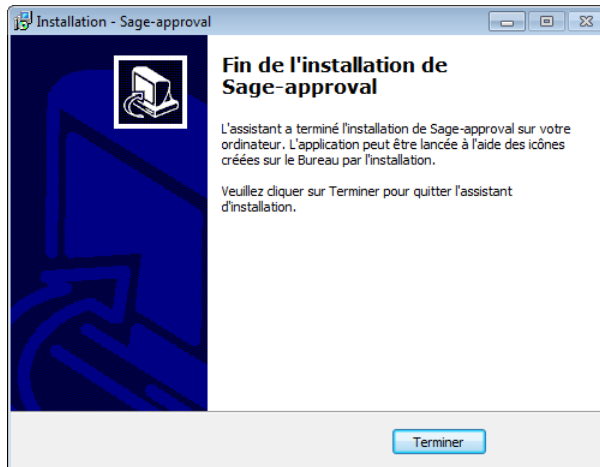 Installation - Sage-approval
Fin de l'installation de
Sage-approval
L'assistant a terminé l'installation de Sage-approval sur votre
ordinateur. L'application peut être lancée à l'aide des icônes
créées sur le Bureau par l'installation.
Veuillez cliquer sur Terminer pour quitter l'assistant
d'installation.
Terminer